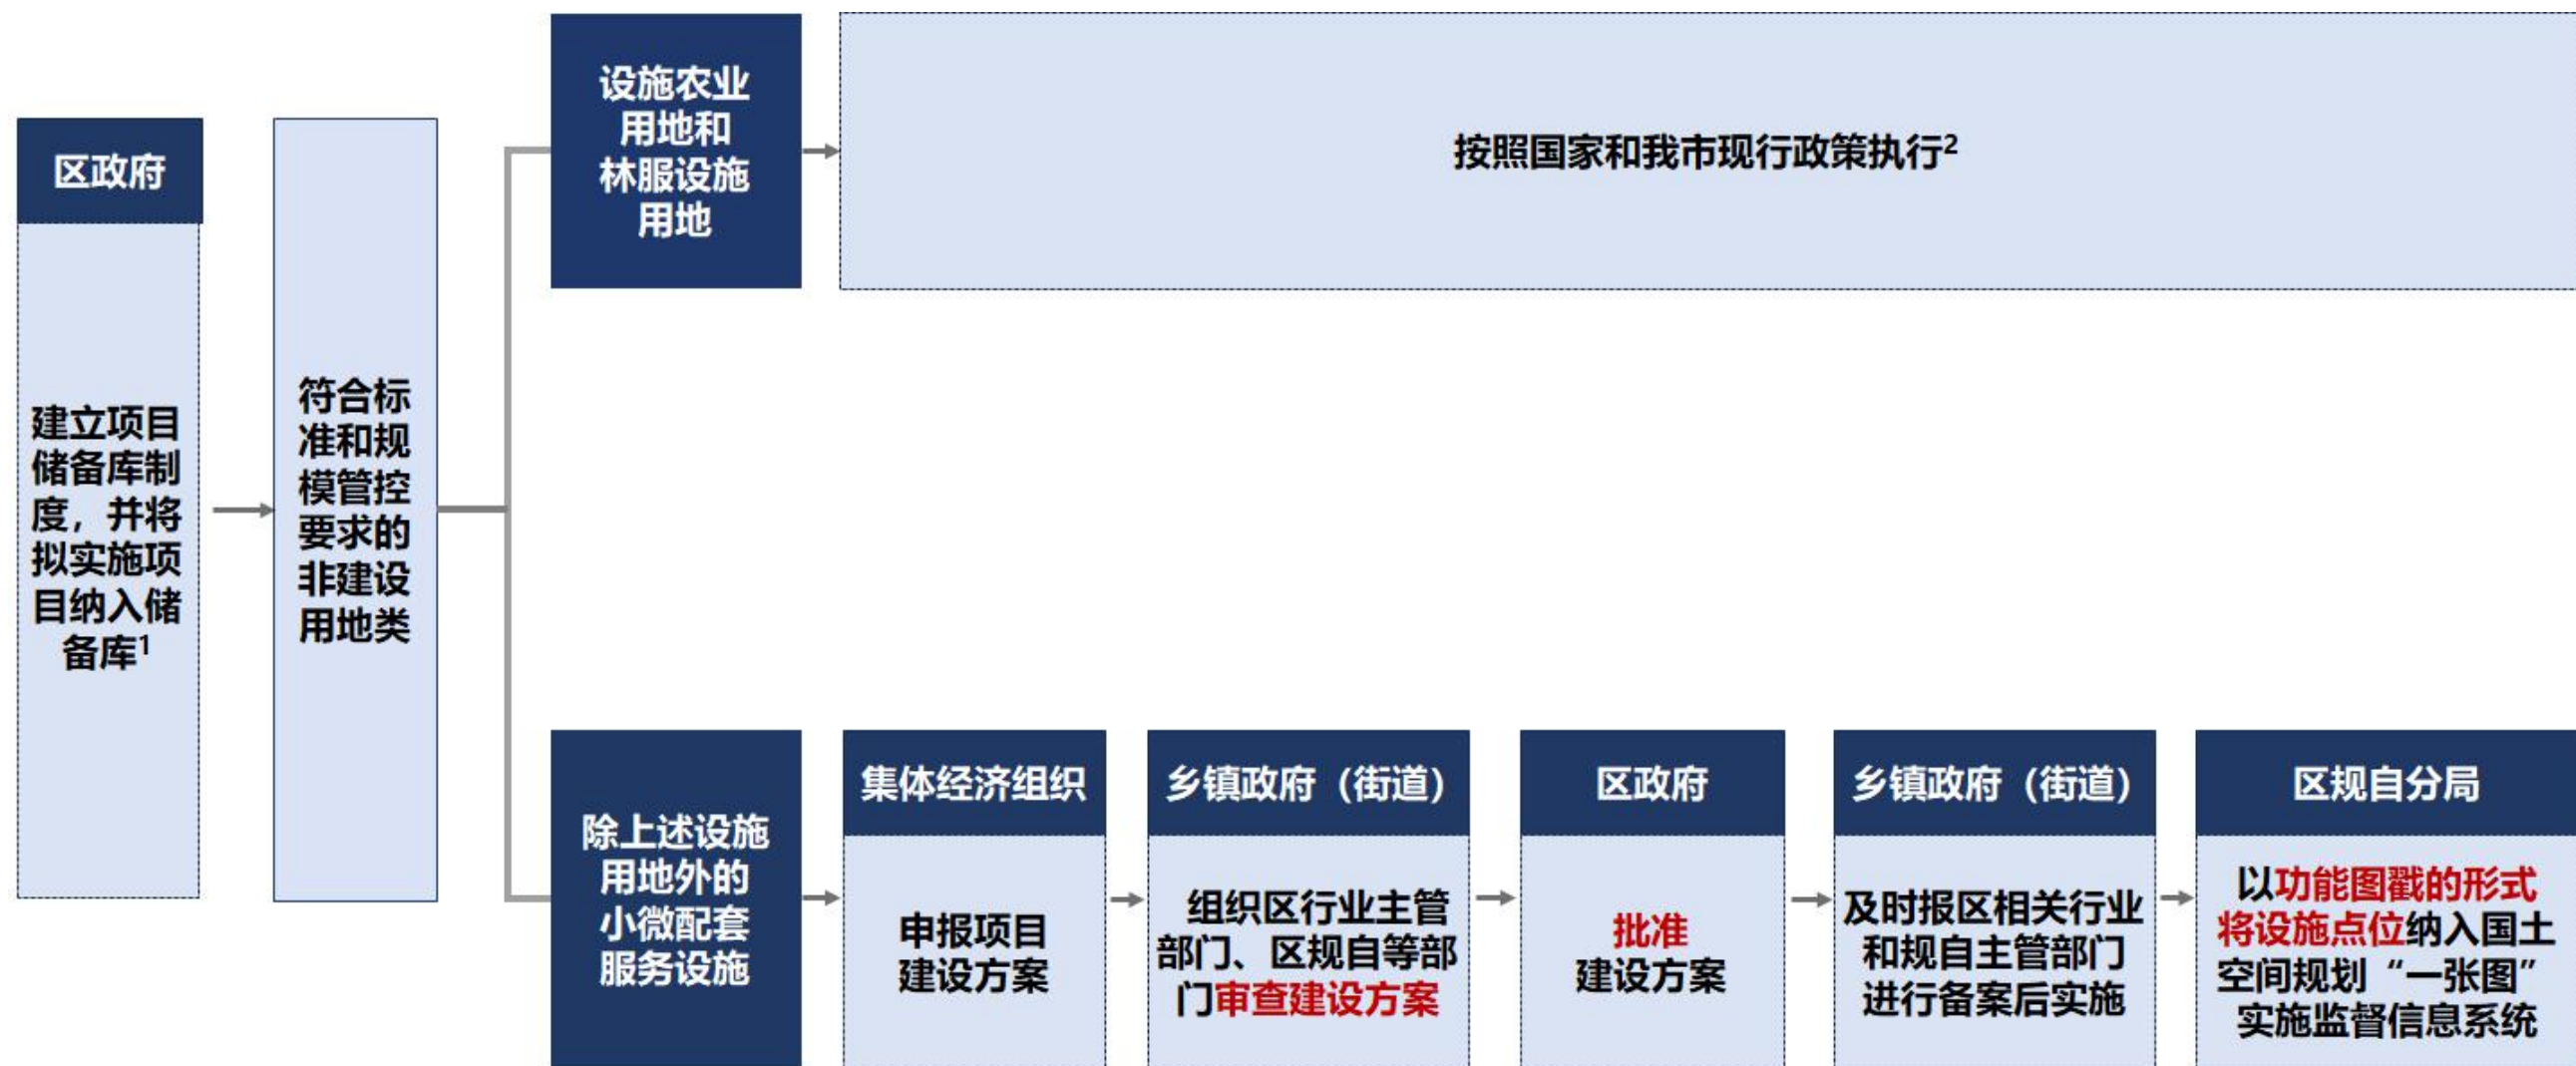 区政府
建立项目
储备库制
度，并将
拟实施项
目纳入储
备库1
符合标
准和规
模管控
要求的
非建设
用地类
设施农业
用地和
林服设施
用地
按照国家和我市现行政策执行2
除上述设施
用地外的
小微配套
服务设施
集体经济组织
申报项目
建设方案
乡镇政府（街道）
组织区行业主管
部门、区规自等部
门审查建设方案
区政府
批准
建设方案
乡镇政府（街道）
及时报区相关行业
和规自主管部门
进行备案后实施
区规自分局
以功能图戳的形式
将设施点位纳入国土
空间规划“一张图”
实施监督信息系统